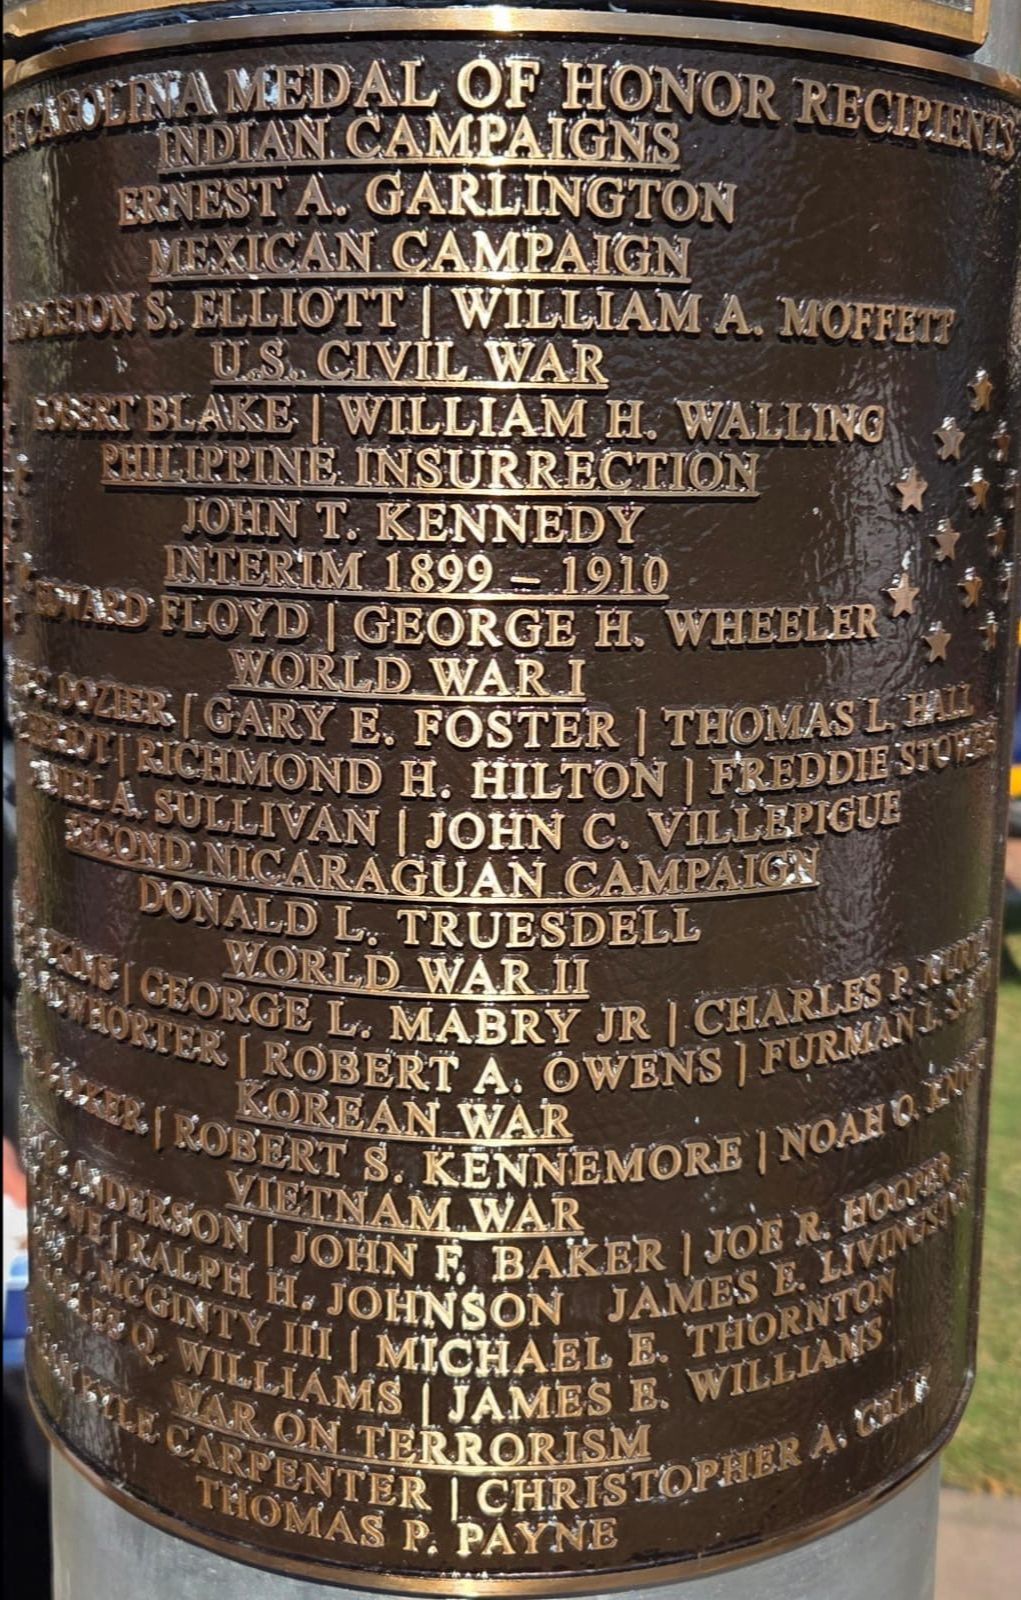 CAROLINA MEDAL OF HONOR RECIPIENTS
INDIAN CAMPAIGNS
ERNEST A. GARLINGTON
MEXICAN CAMPAIGN
S. ELLIOTT | WILLIAM A. MOFFETT
U.S. CIVIL WAR
ROBERT BLAKE | WILLIAM H. WALLING
PHILIPPINE INSURRECTION
JOHN T. KENNEDY
INTERIM 1899 – 1910
EDWARD FLOYD | GEORGE H. WHEELER
WORLD WAR I
DOZIER | GARY E. FOSTER | THOMAS L. HALL
| RICHMOND H. HILTON | FREDDIE STOWERS
A. SULLIVAN | JOHN C. VILLEPIGUE
SECOND NICARAGUAN CAMPAIGN
DONALD L. TRUESDELL
WORLD WAR II
| GEORGE L. MABRY JR | CHARLES P.
| ROBERT A. OWENS | FURMAN L.
KOREAN WAR
| ROBERT S. KENNEMORE | NOAH O.
VIETNAM WAR
ANDERSON | JOHN F. BAKER | JOE R. HOOPER
| RALPH H. JOHNSON JAMES E. LIVINGSTON
MCGINTY III | MICHAEL E. THORNTON
Q. WILLIAMS | JAMES E. WILLIAMS
WAR ON TERRORISM
KYLE CARPENTER | CHRISTOPHER A.
THOMAS P. PAYNE